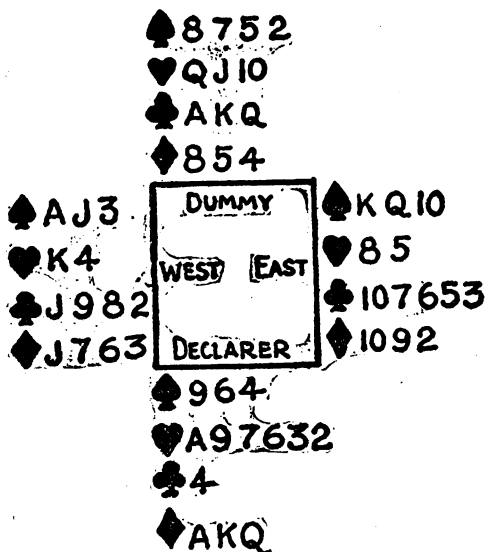 ♠8752
♥QJ10
♣AKQ
♦854
♠AJ3
♥K4
♣J982
♦J763
DUMMY
WEST EAST
DECLARER
♠KQ10
♥85
♣107653
♦1092
♠964
♥A97632
♣4
♦AKQ